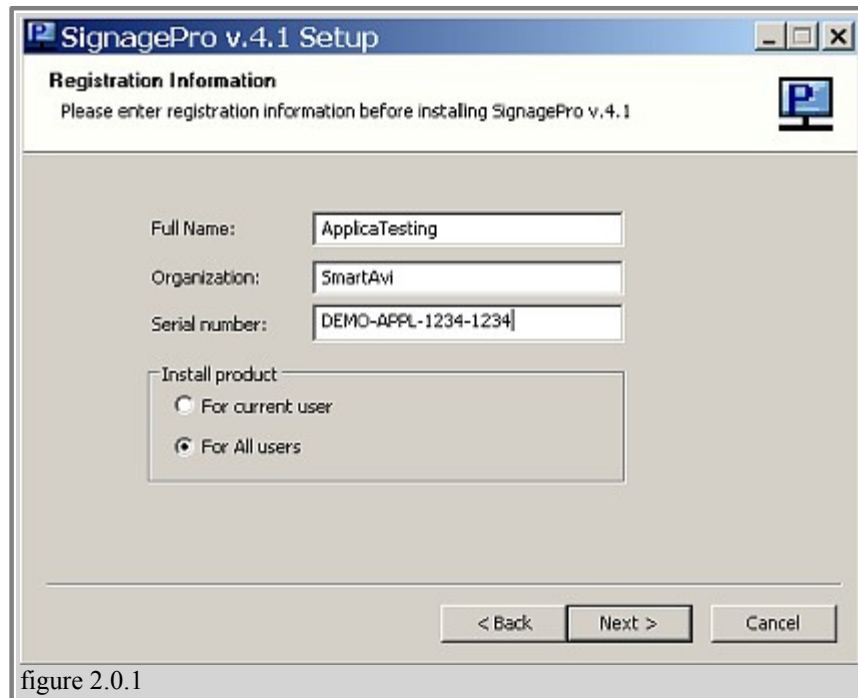 SignagePro v.4.1 Setup
Registration Information
Please enter registration information before installing SignagePro v.4.1
P
Full Name: ApplicaTesting
Organization: SmartAvi
Serial number: DEMO-APPL-1234-1234
Install product
For current user
For All users
< Back Next > Cancel
figure 2.0.1